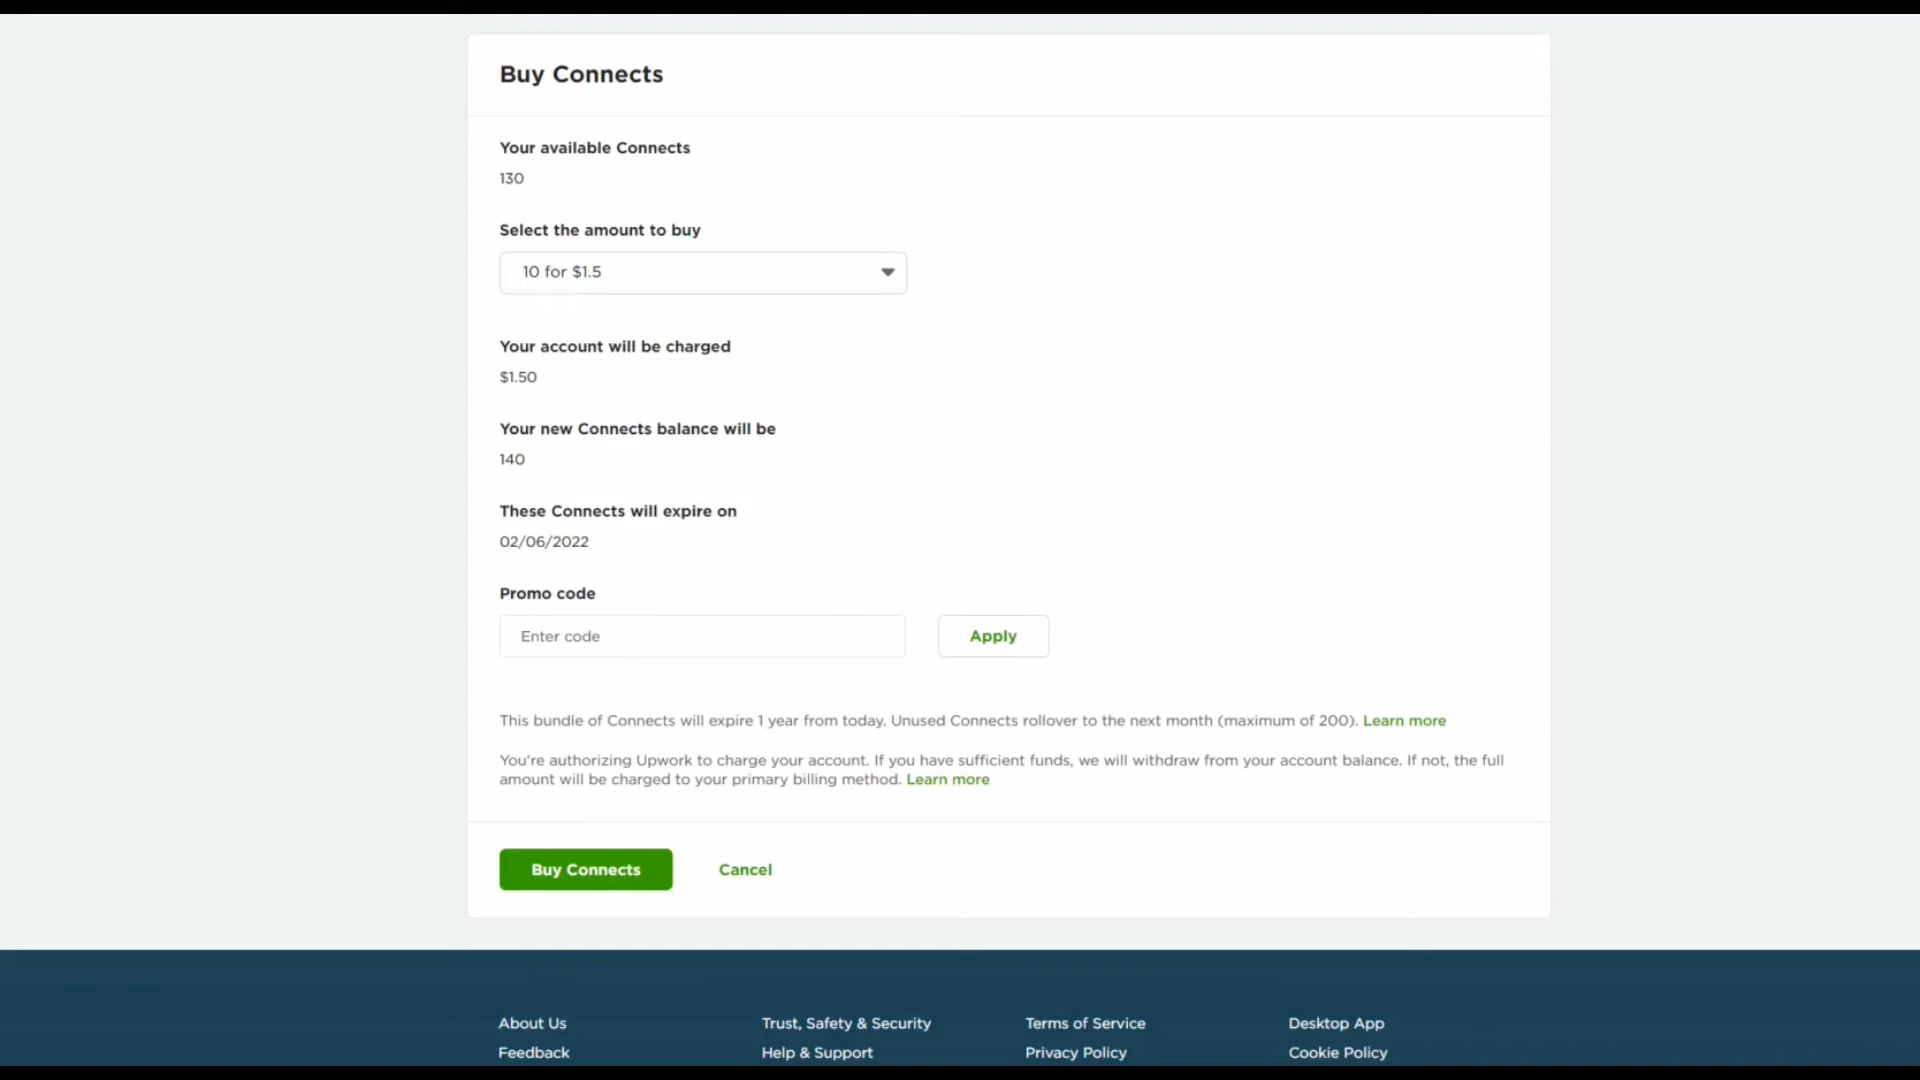 Buy Connects
Your available Connects
130
Select the amount to buy
10 for $1.5
Your account will be charged
$1.50
Your new Connects balance will be
140
These Connects will expire on
02/06/2022
Promo code
Enter code
Apply
This bundle of Connects will expire 1 year from today. Unused Connects rollover to the next month (maximum of 200). Learn more
You're authorizing Upwork to charge your account. If you have sufficient funds, we will withdraw from your account balance. If not, the full
amount will be charged to your primary billing method. Learn more
Buy Connects Cancel
About Us Trust, Safety & Security Terms of Service Desktop App
Feedback Help & Support Privacy Policy Cookie Policy